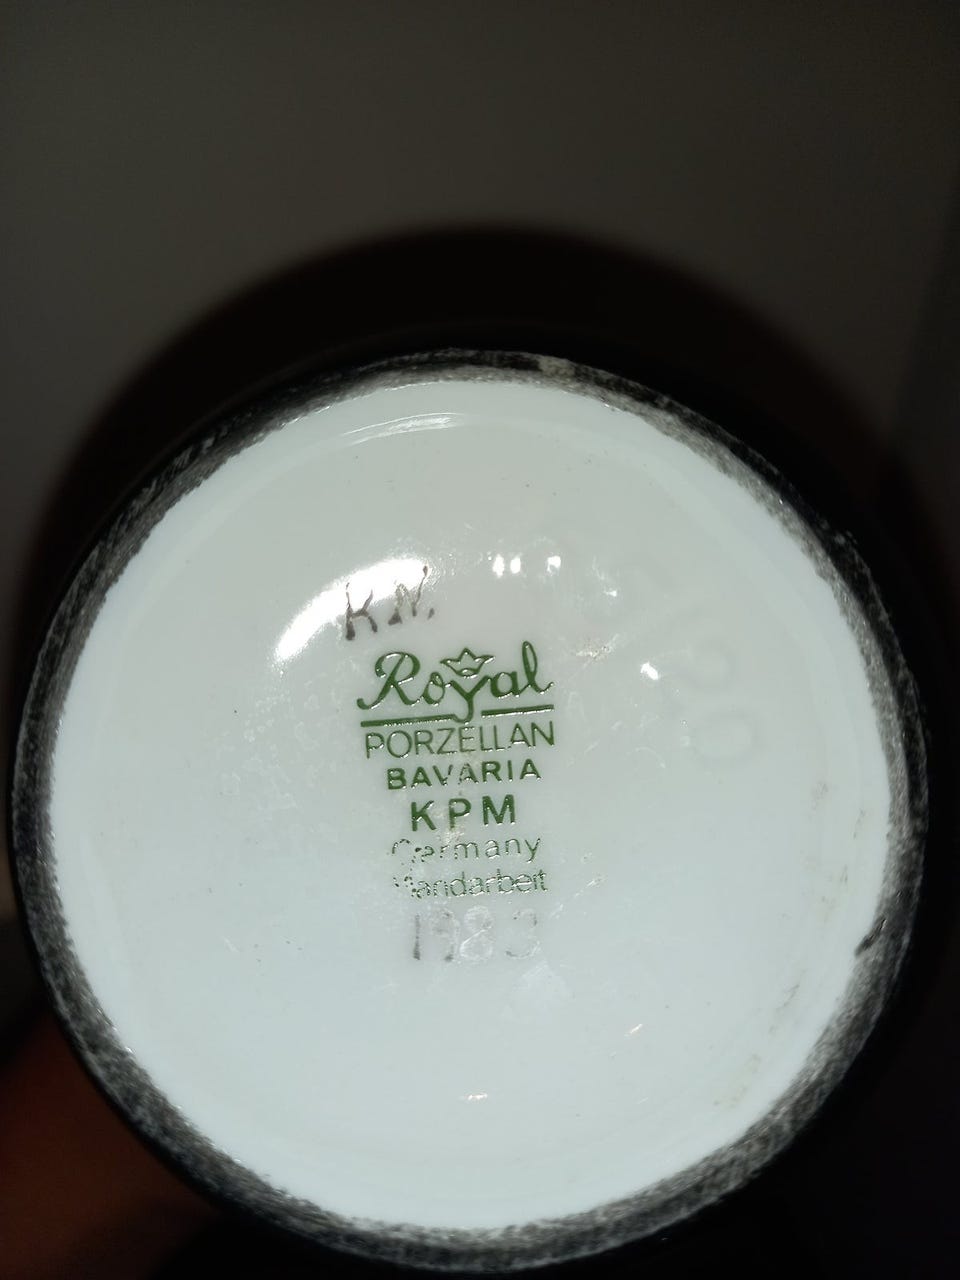 K.N.
Royal
PORZELLAN
BAVARIA
KPM
Germany
Handarbeit
1983